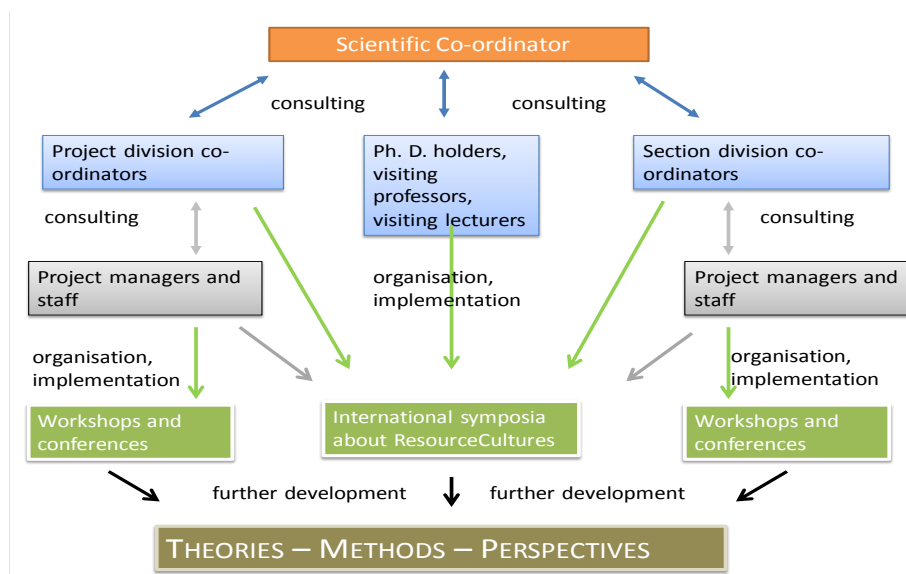 Scientific Co-ordinator
consulting
consulting
Project division co-
ordinators
Ph. D. holders,
visiting
professors,
visiting lecturers
Section division co-
ordinators
consulting
consulting
Project managers and
staff
organisation,
implementation
Project managers and
staff
organisation,
implementation
organisation,
implementation
Workshops and
conferences
International symposia
about ResourceCultures
Workshops and
conferences
further development
further development
THEORIES – METHODS – PERSPECTIVES